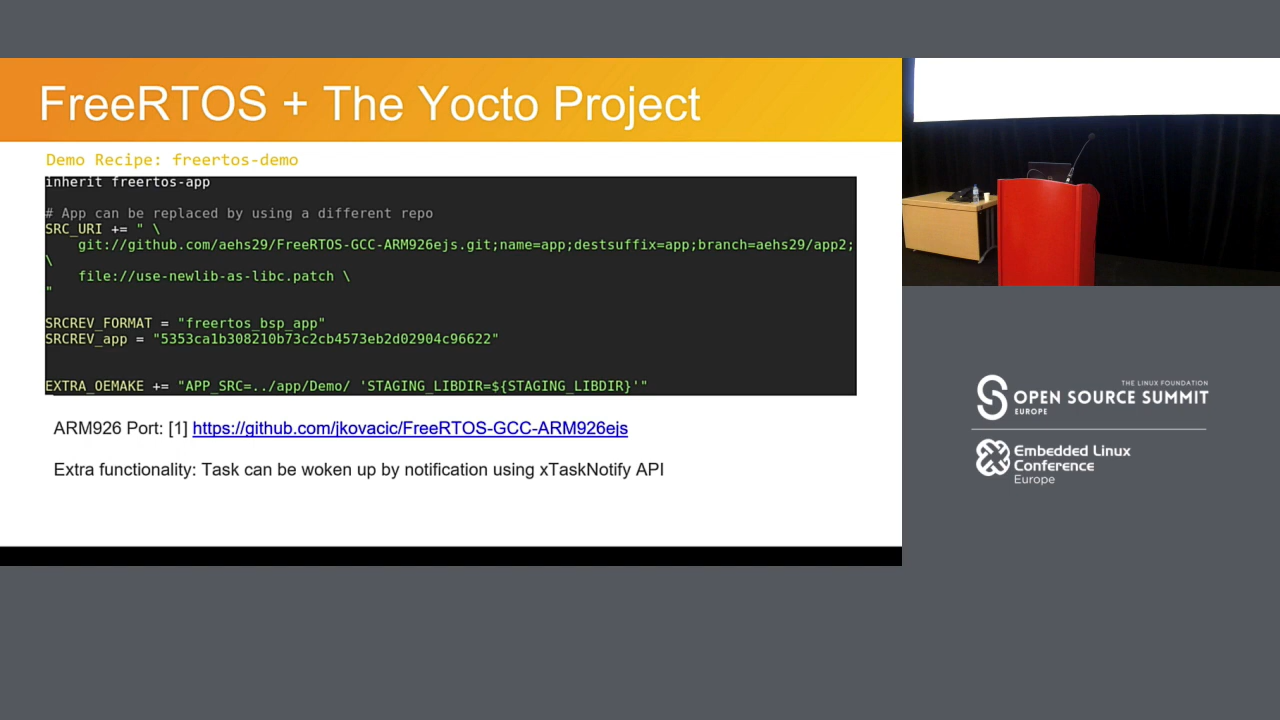 FreeRTOS + The Yocto Project
Demo Recipe: freertos-demo
inherit freertos-app
# App can be replaced by using a different repo
SRC_URI += " \
git://github.com/aehs29/FreeRTOS-GCC-ARM926ejs.git;name=app;destsuffix=app;branch=aehs29/app2;
\
file://use-newlib-as-libc.patch \
"
SRCREV_FORMAT = "freertos_bsp_app"
SRCREV_app = "5353ca1b308210b73c2cb4573eb2d02904c96622"
EXTRA_OEMAKE += "APP_SRC=../app/Demo/ 'STAGING_LIBDIR=${STAGING_LIBDIR}'"
ARM926 Port: [1] https://github.com/jkovacic/FreeRTOS-GCC-ARM926ejs
Extra functionality: Task can be woken up by notification using xTaskNotify API
THE LINUX FOUNDATION
OPEN SOURCE SUMMIT
EUROPE
Embedded Linux
Conference
Europe